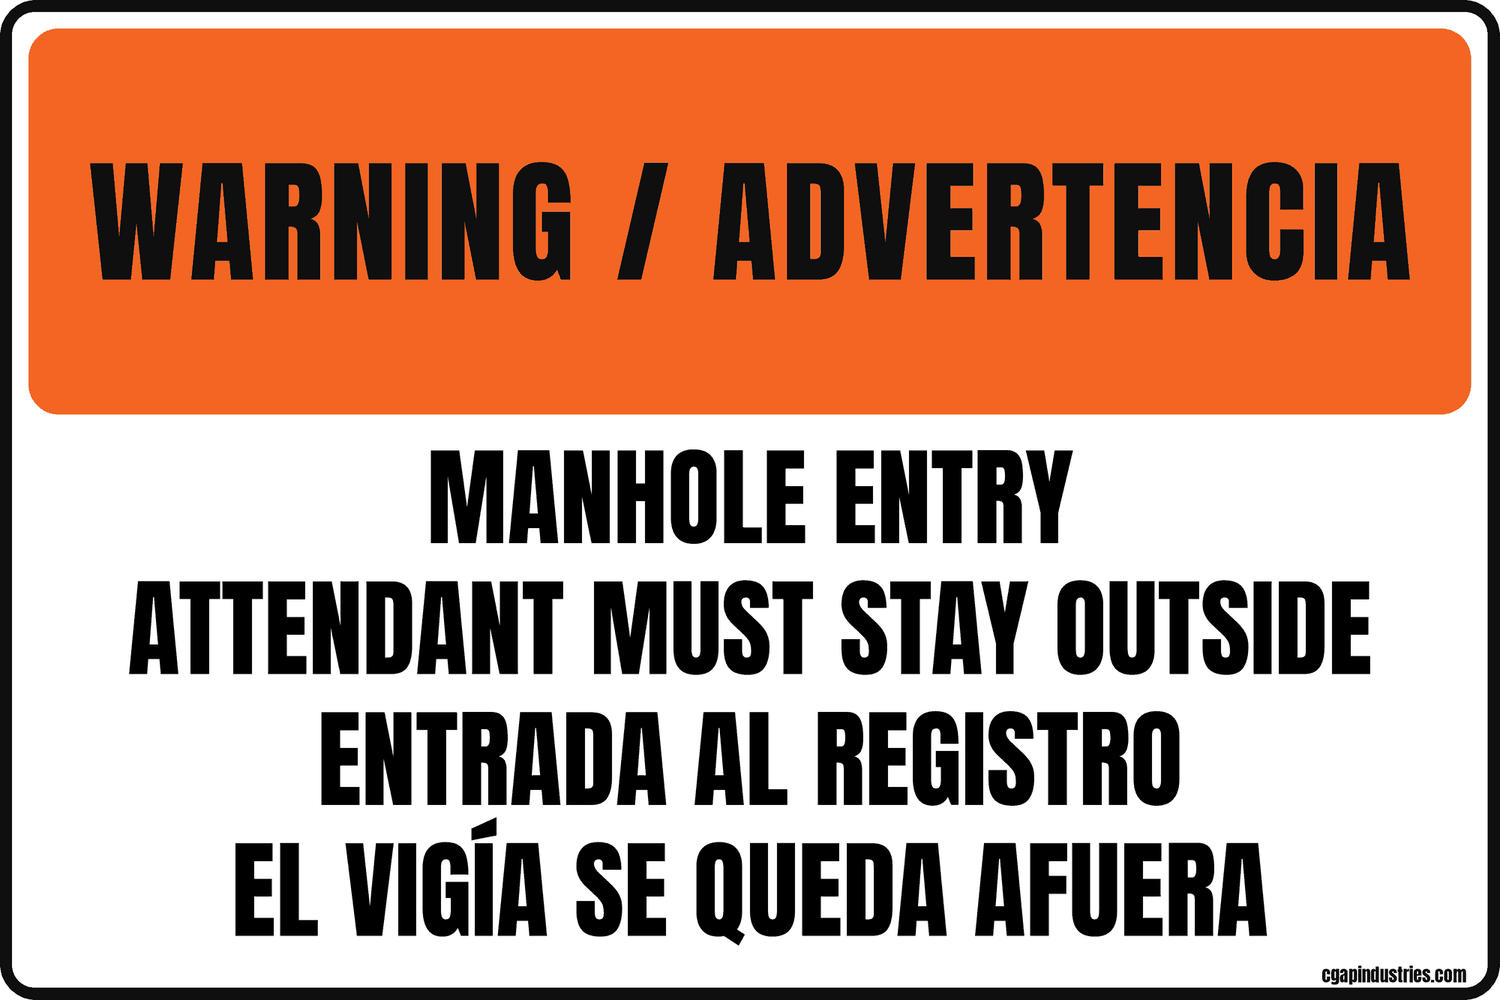 WARNING / ADVERTENCIA
MANHOLE ENTRY
ATTENDANT MUST STAY OUTSIDE
ENTRADA AL REGISTRO
EL VIGÍA SE QUEDA AFUERA
cgapindustries.com